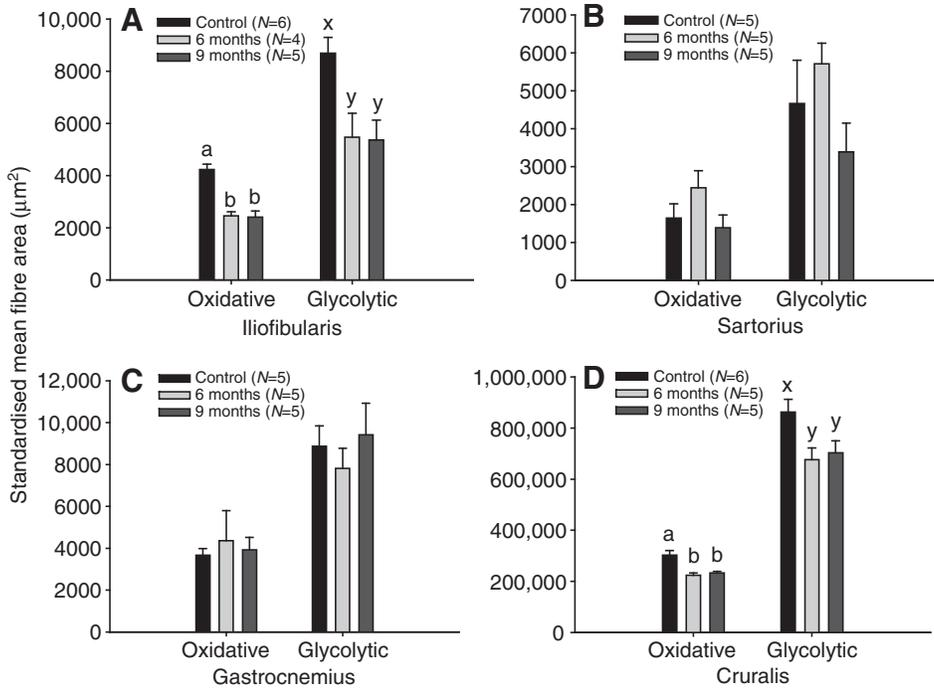 Standardised mean fibre area (μm²)
A
Control (N=6)
6 months (N=4)
9 months (N=5)
10,000
8000
6000
4000
2000
0
a
b
b
x
y
y
Oxidative
Glycolytic
Iliofibularis
B
Control (N=5)
6 months (N=5)
9 months (N=5)
7000
6000
5000
4000
3000
2000
1000
0
Oxidative
Glycolytic
Sartorius
C
Control (N=5)
6 months (N=5)
9 months (N=5)
12,000
10,000
8000
6000
4000
2000
0
Oxidative
Glycolytic
Gastrocnemius
D
Control (N=6)
6 months (N=5)
9 months (N=5)
1,000,000
800,000
600,000
400,000
200,000
0
a
b
b
x
y
y
Oxidative
Glycolytic
Cruralis